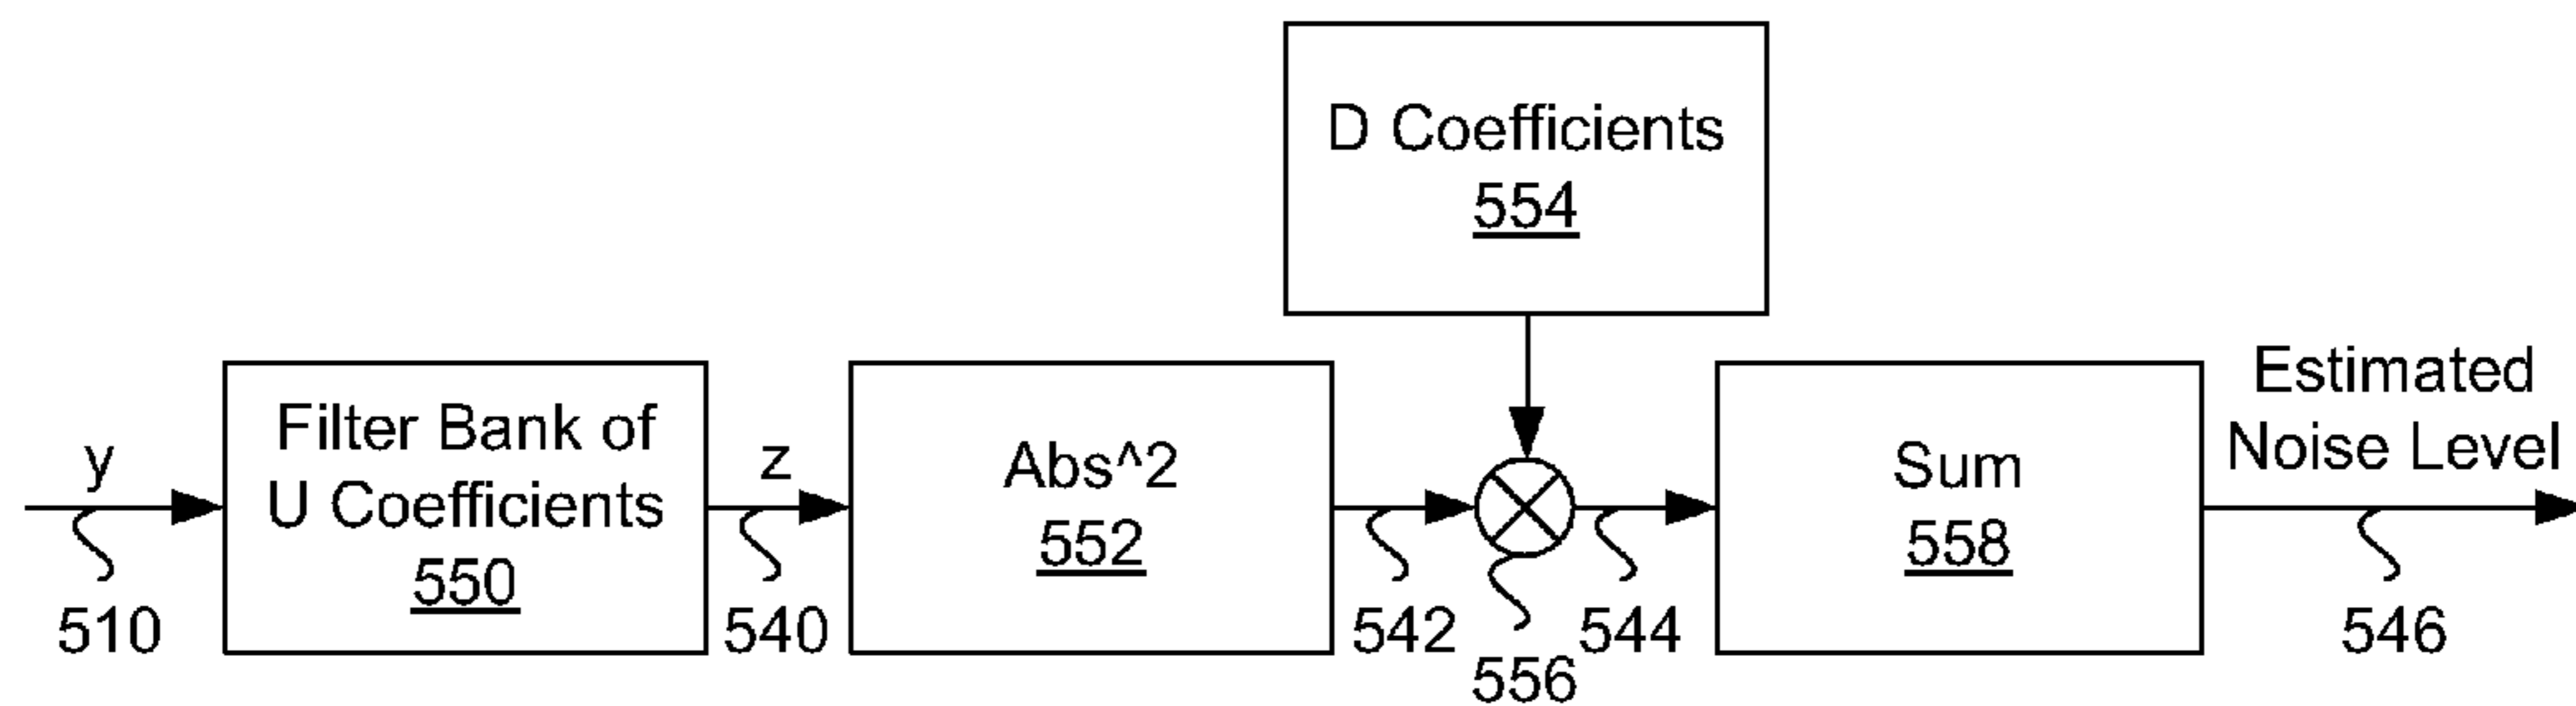 D Coefficients
554
y
510
Filter Bank of
U Coefficients
550
z
540
Abs^2
552
542
556
544
Sum
558
Estimated
Noise Level
546